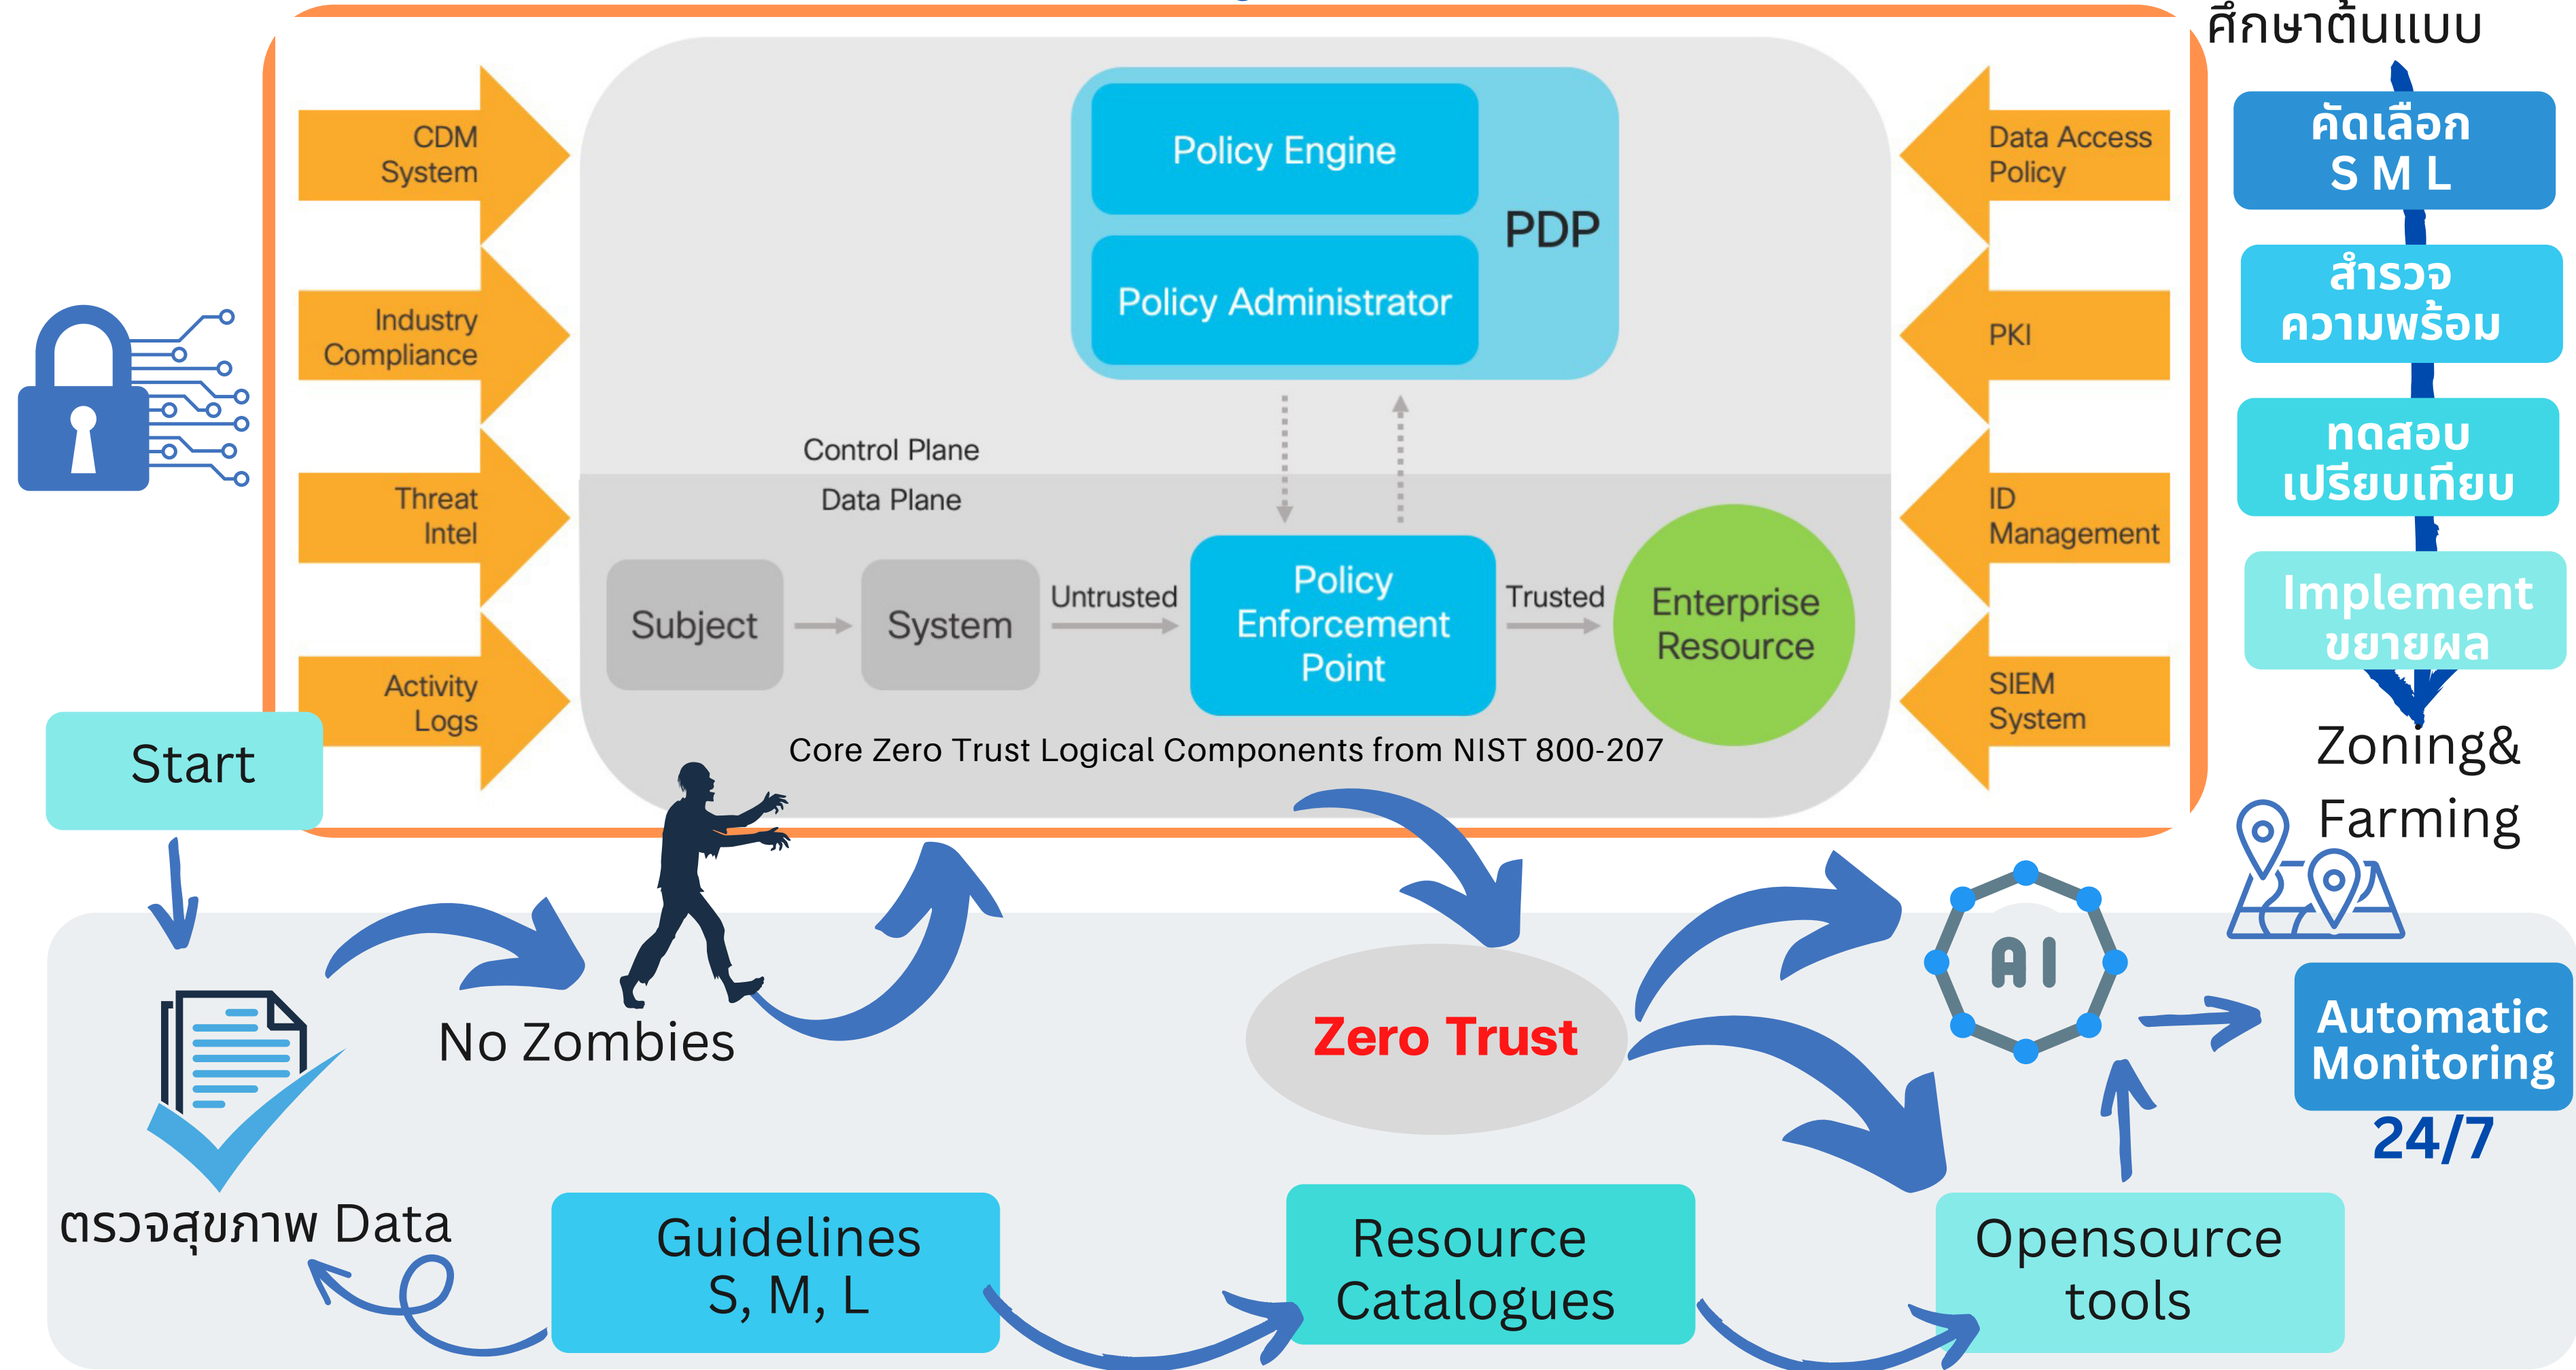 ศึกษาต้นแบบ
คัดเลือก
S M L
สำรวจ
ความพร้อม
ทดสอบ
เปรียบเทียบ
Implement
ขยายผล
Zoning&
Farming
CDM
System
Industry
Compliance
Threat
Intel
Activity
Logs
Policy Engine
Policy Administrator
PDP
Control Plane
Data Plane
Subject
System
Untrusted
Policy
Enforcement
Point
Trusted
Enterprise
Resource
Core Zero Trust Logical Components from NIST 800-207
Data Access
Policy
PKI
ID
Management
SIEM
System
Start
No Zombies
Zero Trust
AI
Automatic
Monitoring
24/7
ตรวจสุขภาพ Data
Guidelines
S, M, L
Resource
Catalogues
Opensource
tools